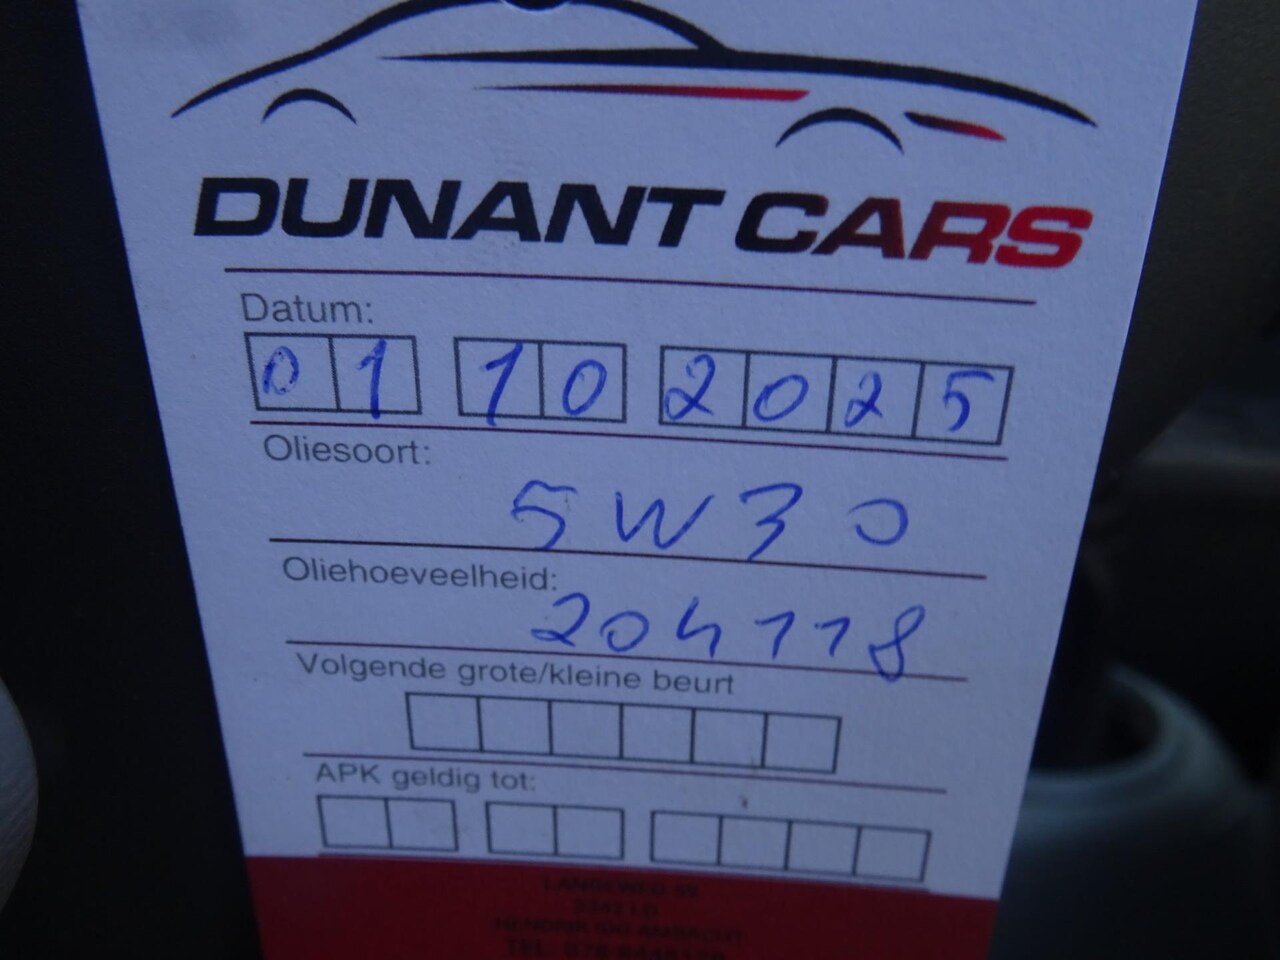 DUNANT CARS
Datum:
01 10 2025
Oliesoort:
5W30
Oliehoeveelheid:
204118
Volgende grote/kleine beurt
APK geldig tot: